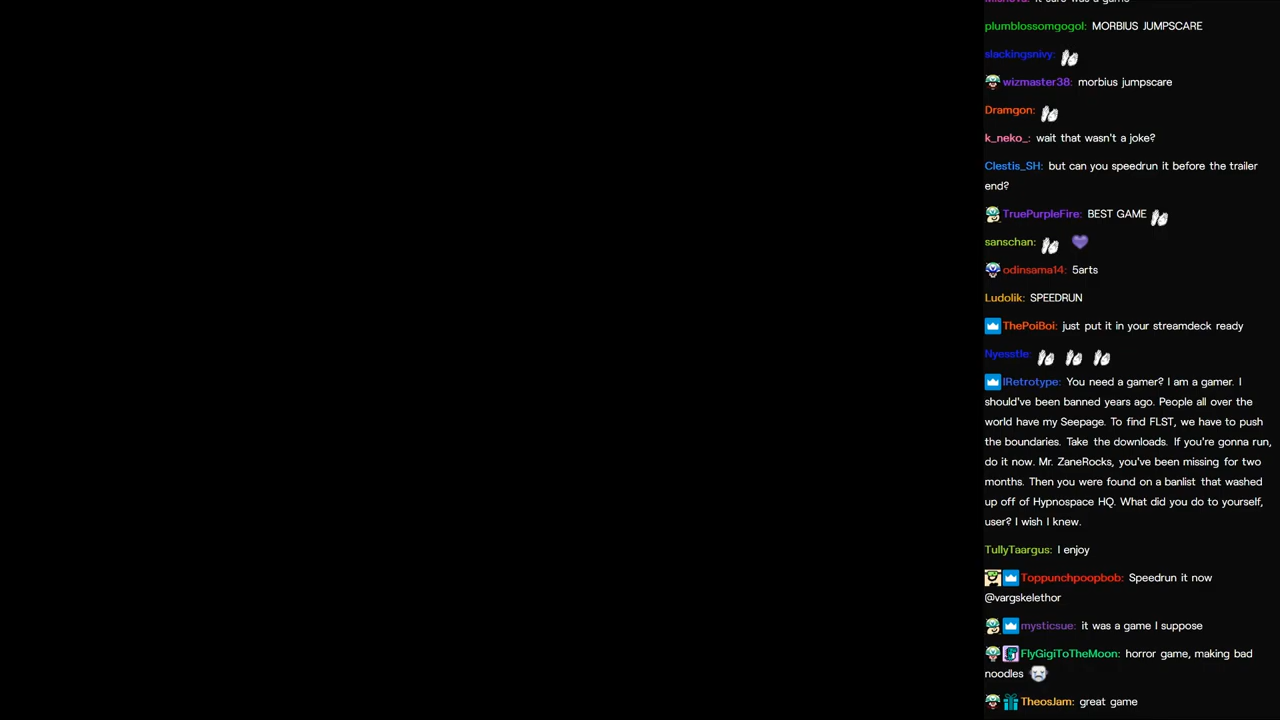 plumblossomgogol: MORBIUS JUMPSCARE
slackingsnivy:
wizmaster38: morbius jumpscare
Dramgon:
k_neko_: wait that wasn't a joke?
Clestis_SH: but can you speedrun it before the trailer
end?
TruePurpleFire: BEST GAME
sanschan:
odinsama14: 5arts
Ludolik: SPEEDRUN
ThePoiBoi: just put it in your streamdeck ready
Nyesstle:
IRetrotype: You need a gamer? I am a gamer. I
should've been banned years ago. People all over the
world have my Seepage. To find FLST, we have to push
the boundaries. Take the downloads. If you're gonna run,
do it now. Mr. ZaneRocks, you've been missing for two
months. Then you were found on a banlist that washed
up off of Hypnospace HQ. What did you do to yourself,
user? I wish I knew.
TullyTaargus: I enjoy
Toppunchpoopbob: Speedrun it now
@vargskelethor
mysticsue: it was a game I suppose
FlyGigiToTheMoon: horror game, making bad
noodles
TheosJam: great game